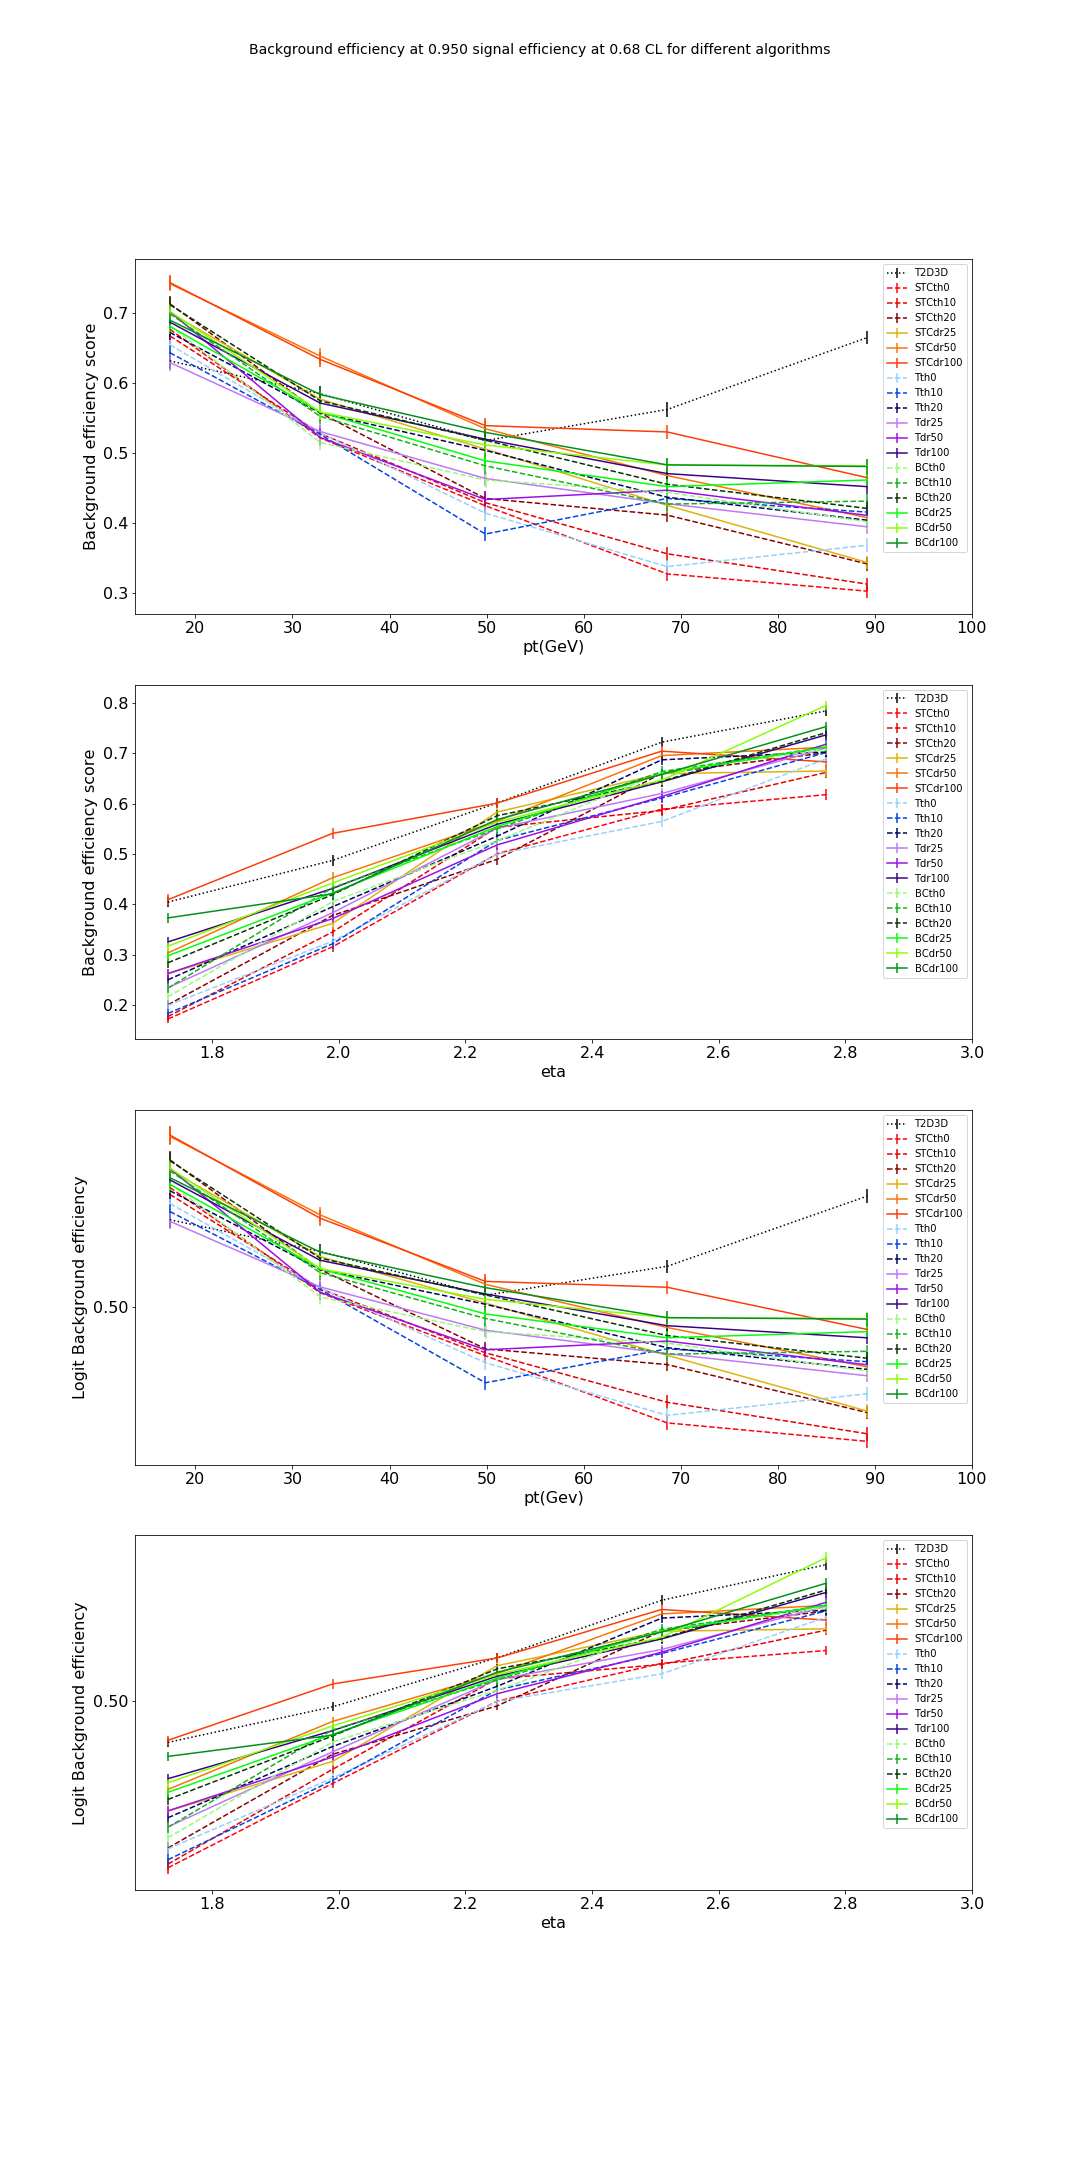 Background efficiency at 0.950 signal efficiency at 0.68 CL for different algorithms
Background efficiency score
0.7
0.6
0.5
0.4
0.3
20 30 40 50 60 70 80 90 100
pt(GeV)
T2D3D
STCth0
STCth10
STCth20
STCdr25
STCdr50
STCdr100
Tth0
Tth10
Tth20
Tdr25
Tdr50
Tdr100
BCth0
BCth10
BCth20
BCdr25
BCdr50
BCdr100
Background efficiency score
0.8
0.7
0.6
0.5
0.4
0.3
0.2
1.8 2.0 2.2 2.4 2.6 2.8 3.0
eta
T2D3D
STCth0
STCth10
STCth20
STCdr25
STCdr50
STCdr100
Tth0
Tth10
Tth20
Tdr25
Tdr50
Tdr100
BCth0
BCth10
BCth20
BCdr25
BCdr50
BCdr100
Logit Background efficiency
0.50
20 30 40 50 60 70 80 90 100
pt(Gev)
T2D3D
STCth0
STCth10
STCth20
STCdr25
STCdr50
STCdr100
Tth0
Tth10
Tth20
Tdr25
Tdr50
Tdr100
BCth0
BCth10
BCth20
BCdr25
BCdr50
BCdr100
Logit Background efficiency
0.50
1.8 2.0 2.2 2.4 2.6 2.8 3.0
eta
T2D3D
STCth0
STCth10
STCth20
STCdr25
STCdr50
STCdr100
Tth0
Tth10
Tth20
Tdr25
Tdr50
Tdr100
BCth0
BCth10
BCth20
BCdr25
BCdr50
BCdr100